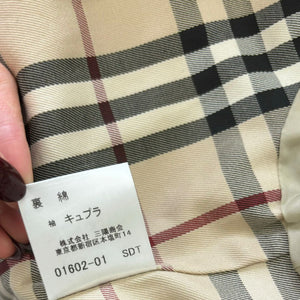 裏 綿
袖 キュプラ
株式会社 三陽商会
東京都新宿区本塩町14
01602-01 SDT